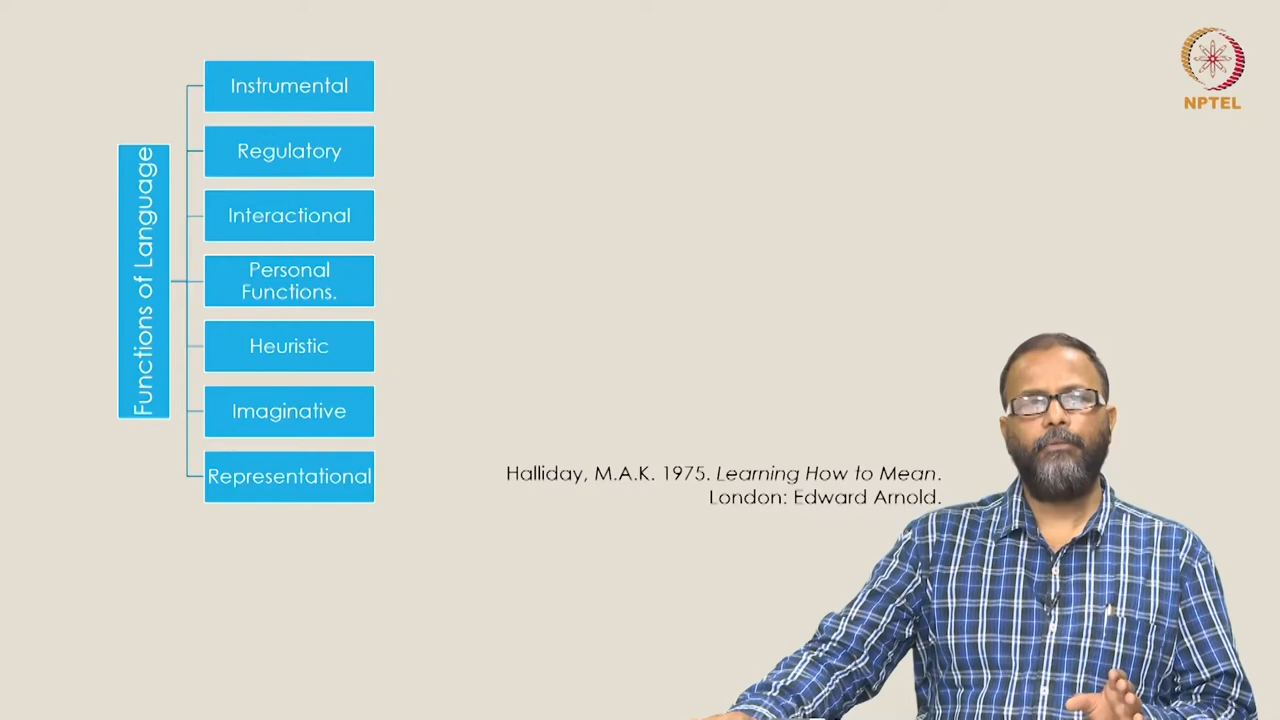 Functions of Language
Instrumental
Regulatory
Interactional
Personal
Functions.
Heuristic
Imaginative
Representational
Halliday, M.A.K. 1975. Learning How to Mean.
London: Edward Arnold.
NPTEL